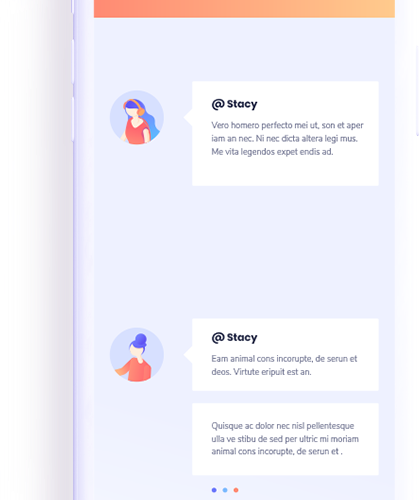 @ Stacy
Vero homero perfecto mei ut, son et aper
iam an nec. Ni nec dicta altera legi mus.
Me vita legendos expet endis ad.
@ Stacy
Eam animal cons incorupte, de serun et
deos. Virtute eripuit est an.
Quisque ac dolor nec nisl pellentesque
ulla ve stibu de sed per ultric mi moriam
animal cons incorupte, de serun et .